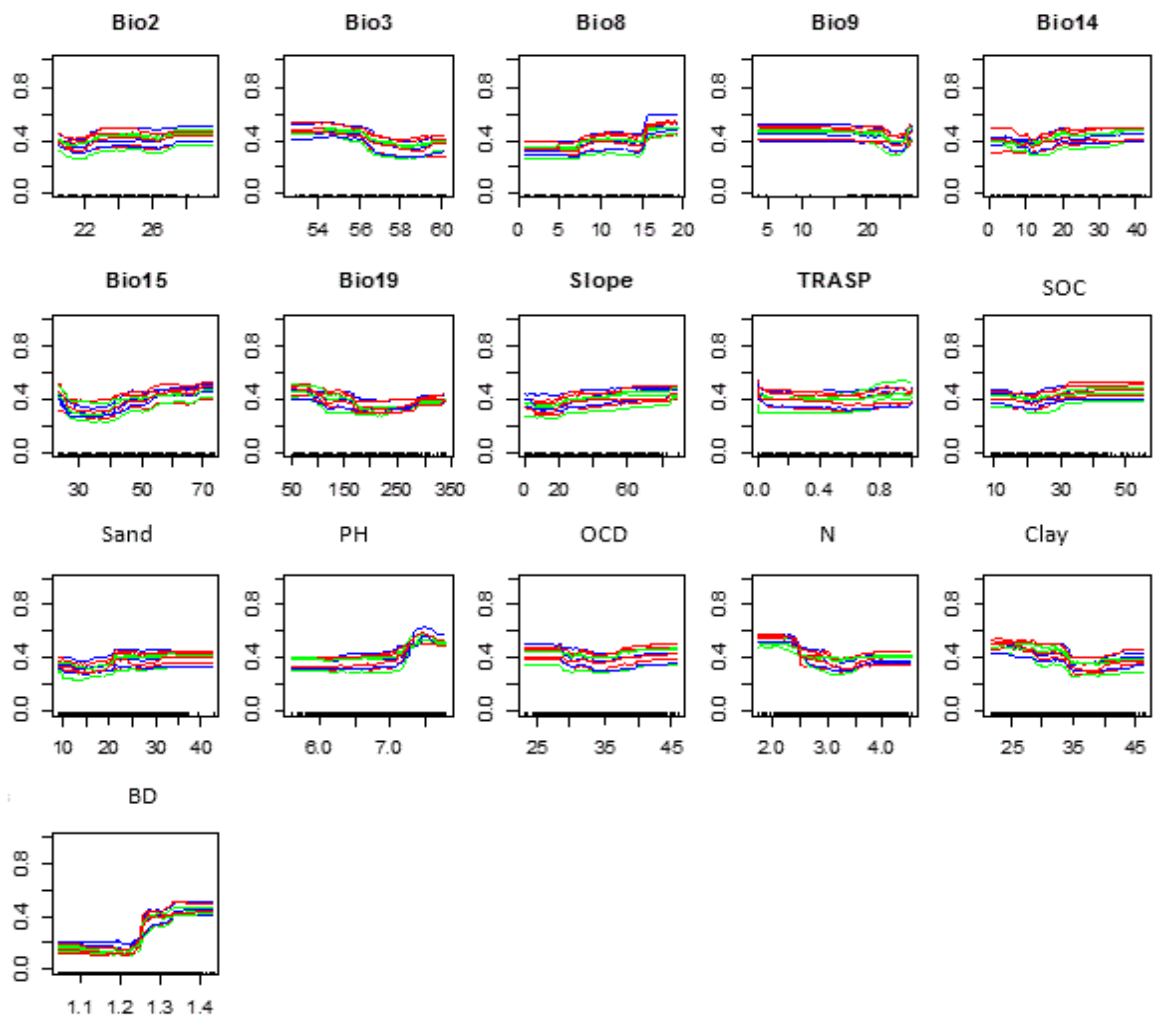 Bio2 Bio3 Bio8 Bio9 Bio14
0.8 0.8 0.8 0.8 0.8
0.4 0.4 0.4 0.4 0.4
0.0 0.0 0.0 0.0 0.0
22 26 54 56 58 60 0 5 10 15 20 5 10 20 0 10 20 30 40
Bio15 Bio19 Slope TRASP SOC
0.8 0.8 0.8 0.8 0.8
0.4 0.4 0.4 0.4 0.4
0.0 0.0 0.0 0.0 0.0
30 50 70 50 150 250 350 0 20 60 0.0 0.4 0.8 10 30 50
Sand PH OCD N Clay
0.8 0.8 0.8 0.8 0.8
0.4 0.4 0.4 0.4 0.4
0.0 0.0 0.0 0.0 0.0
10 20 30 40 6.0 7.0 25 35 45 2.0 3.0 4.0 25 35 45
BD
0.8
0.4
0.0
1.1 1.2 1.3 1.4